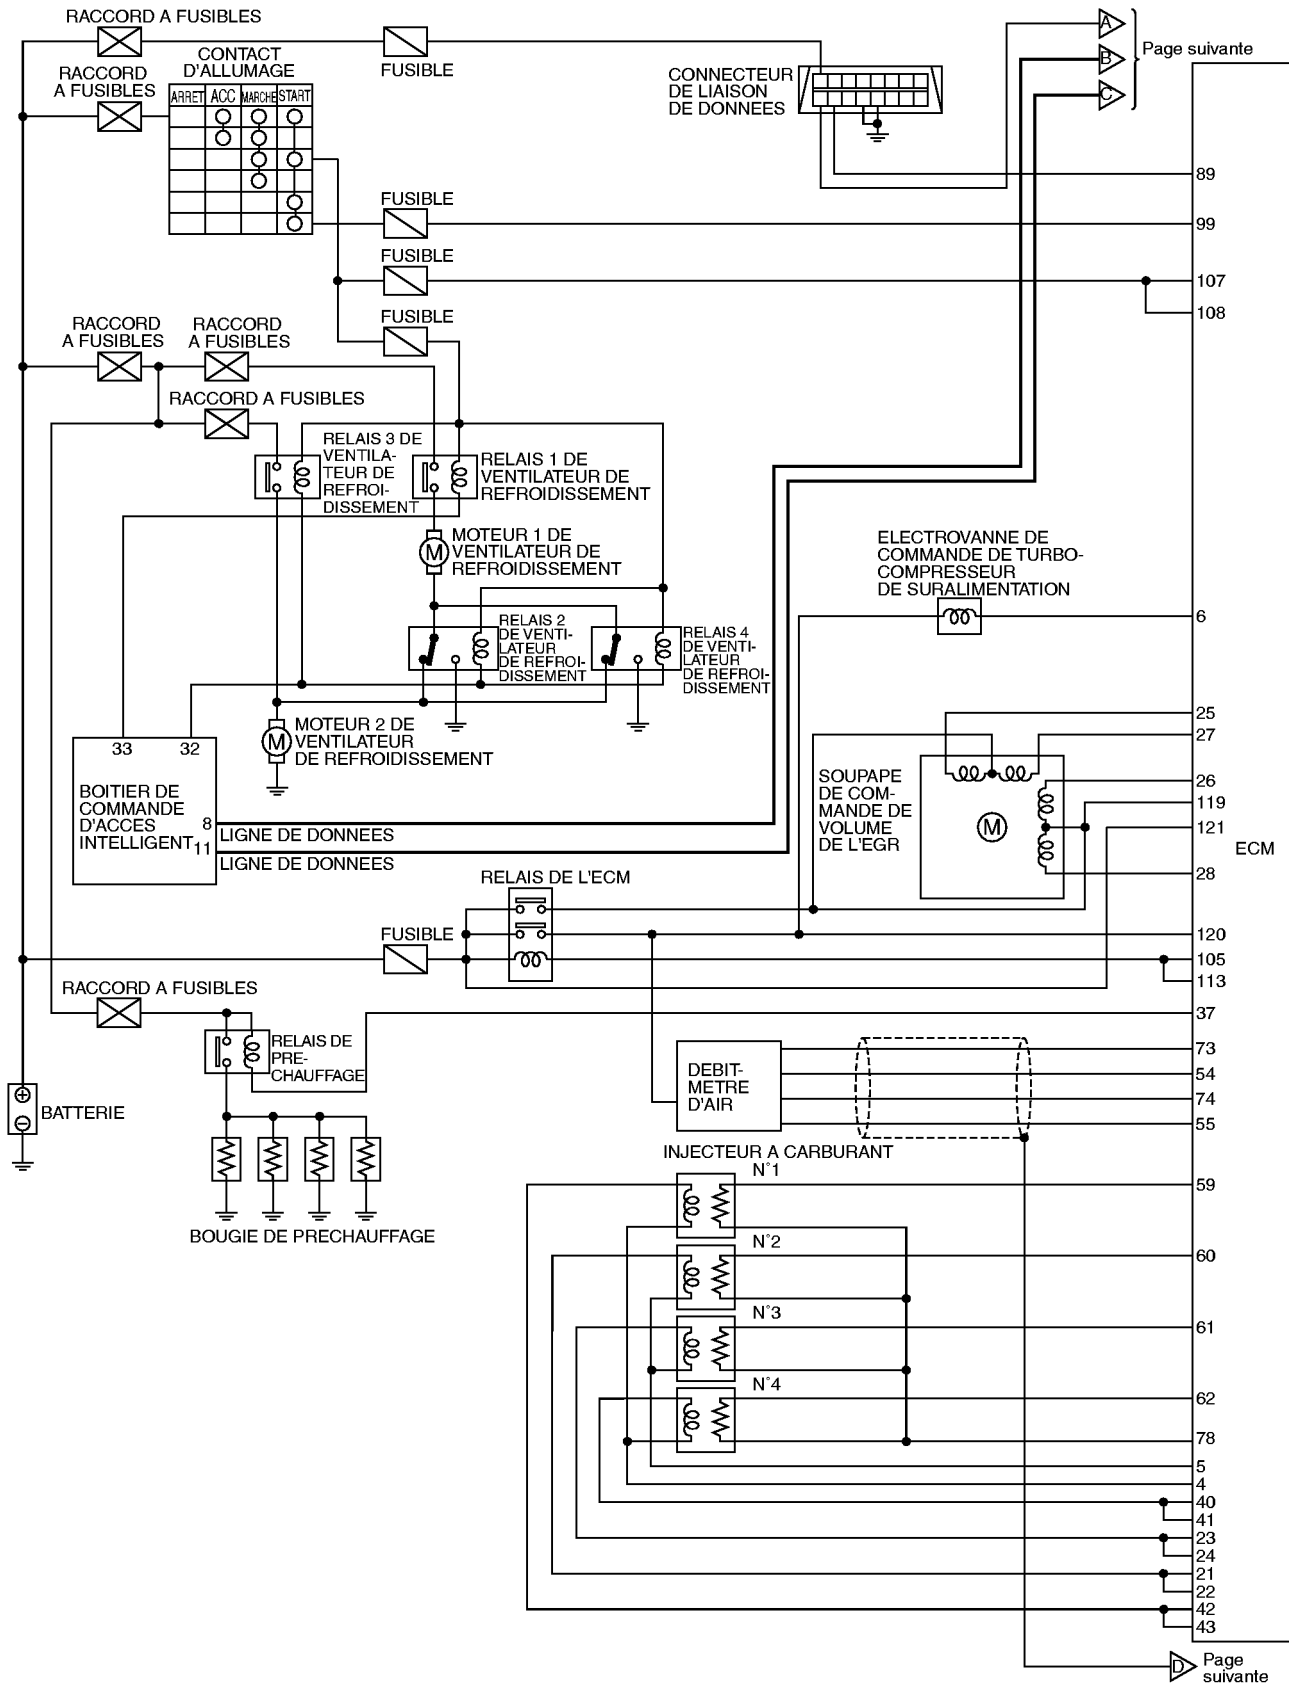 RACCORD A FUSIBLES
FUSIBLE
CONTACT
D'ALLUMAGE
RACCORD
A FUSIBLES
ARRET ACC MARCHE START
CONNECTEUR
DE LIAISON
DE DONNEES
A
B
C
Page suivante
89
FUSIBLE
99
FUSIBLE
107
108
FUSIBLE
RACCORD
A FUSIBLES
RACCORD
A FUSIBLES
RACCORD A FUSIBLES
RELAIS 3 DE
VENTILA-
TEUR DE
REFROI-
DISSEMENT
RELAIS 1 DE
VENTILATEUR DE
REFROIDISSEMENT
M
MOTEUR 1 DE
VENTILATEUR DE
REFROIDISSEMENT
ELECTROVANNE DE
COMMANDE DE TURBO-
COMPRESSEUR
DE SURALIMENTATION
6
RELAIS 2
DE VENTI-
LATEUR
DE REFROI-
DISSEMENT
RELAIS 4
DE VENTI-
LATEUR
DE REFROI-
DISSEMENT
M
MOTEUR 2 DE
VENTILATEUR
DE REFROIDISSEMENT
33 32
BOITIER DE
COMMANDE
D'ACCES
INTELLIGENT
8
11
LIGNE DE DONNEES
LIGNE DE DONNEES
25
27
SOUPAPE
DE COM-
MANDE DE
VOLUME
DE L'EGR
M
26
119
121
28
ECM
RELAIS DE L'ECM
FUSIBLE
120
105
113
RACCORD A FUSIBLES
37
RELAIS DE
PRE-
CHAUFFAGE
BATTERIE
BOUGIE DE PRECHAUFFAGE
DEBIT-
METRE
D'AIR
73
54
74
55
INJECTEUR A CARBURANT
N°1
59
N°2
60
N°3
61
N°4
62
78
5
4
40
41
23
24
21
22
42
43
D
Page
suivante